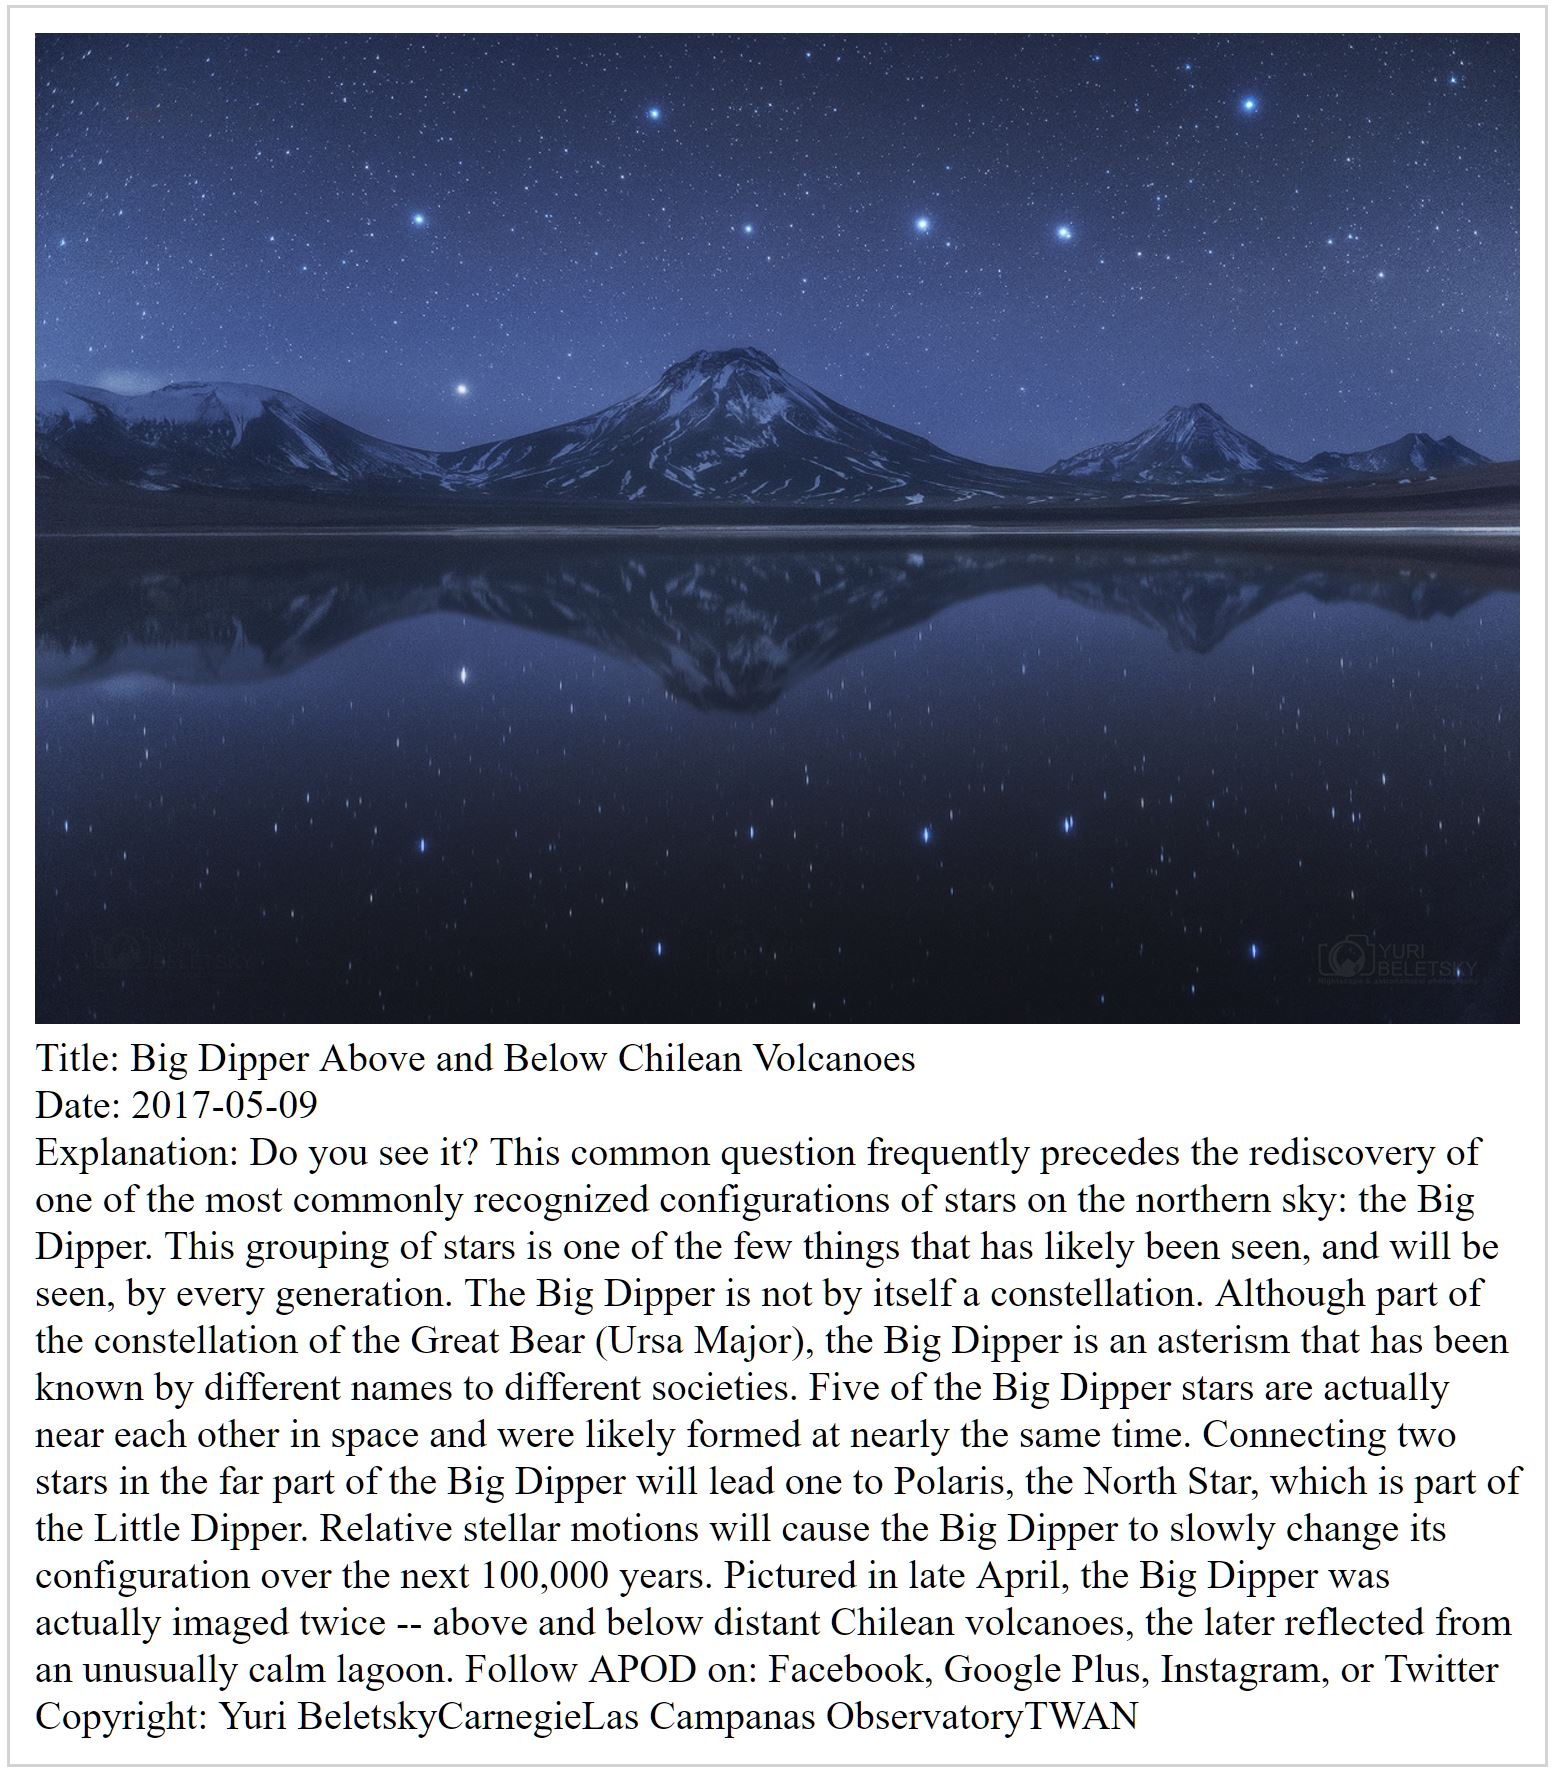 YURI
BELETSKY
Title: Big Dipper Above and Below Chilean Volcanoes
Date: 2017-05-09
Explanation: Do you see it? This common question frequently precedes the rediscovery of
one of the most commonly recognized configurations of stars on the northern sky: the Big
Dipper. This grouping of stars is one of the few things that has likely been seen, and will be
seen, by every generation. The Big Dipper is not by itself a constellation. Although part of
the constellation of the Great Bear (Ursa Major), the Big Dipper is an asterism that has been
known by different names to different societies. Five of the Big Dipper stars are actually
near each other in space and were likely formed at nearly the same time. Connecting two
stars in the far part of the Big Dipper will lead one to Polaris, the North Star, which is part of
the Little Dipper. Relative stellar motions will cause the Big Dipper to slowly change its
configuration over the next 100,000 years. Pictured in late April, the Big Dipper was
actually imaged twice -- above and below distant Chilean volcanoes, the later reflected from
an unusually calm lagoon. Follow APOD on: Facebook, Google Plus, Instagram, or Twitter
Copyright: Yuri BeletskyCarnegieLas Campanas ObservatoryTWAN